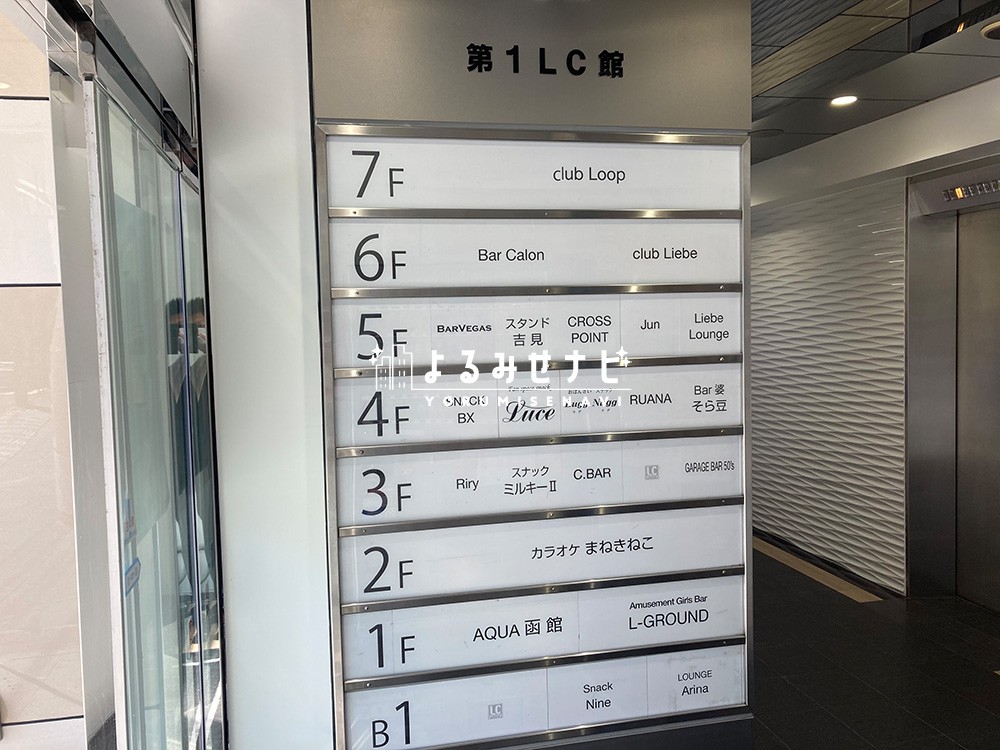 第1LC館
7F
club Loop
6F
Bar Calon
club Liebe
5F
BARVEGAS
スタンド
吉見
CROSS
POINT
Jun
Liebe
Lounge
よるみせナビ
YORUMISENAVI
4F
SNACK
BX
Luce
RUANA
Bar 婆
そら豆
3F
Riry
スナック
ミルキーII
C.BAR
LC
GARAGE BAR 50's
2F
カラオケ まねきねこ
1F
AQUA 函館
Amusement Girls Bar
L-GROUND
B1
LC
Snack
Nine
LOUNGE
Arina